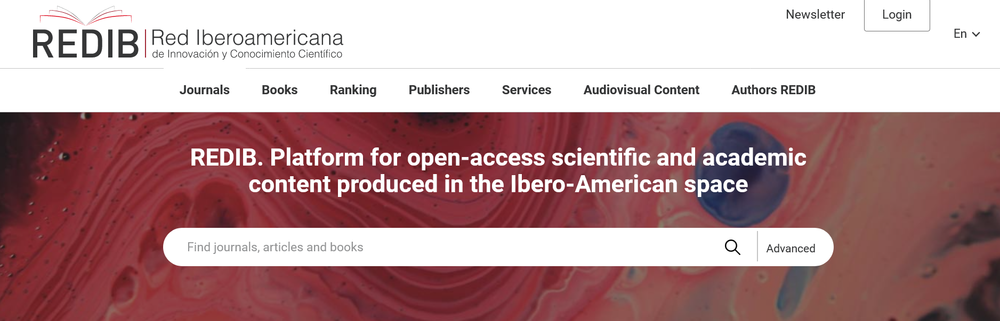 REDIB
Red Iberoamericana
de Innovación y Conocimiento Científico
Newsletter
Login
En
Journals
Books
Ranking
Publishers
Services
Audiovisual Content
Authors REDIB
REDIB. Platform for open-access scientific and academic
content produced in the Ibero-American space
Find journals, articles and books
Advanced